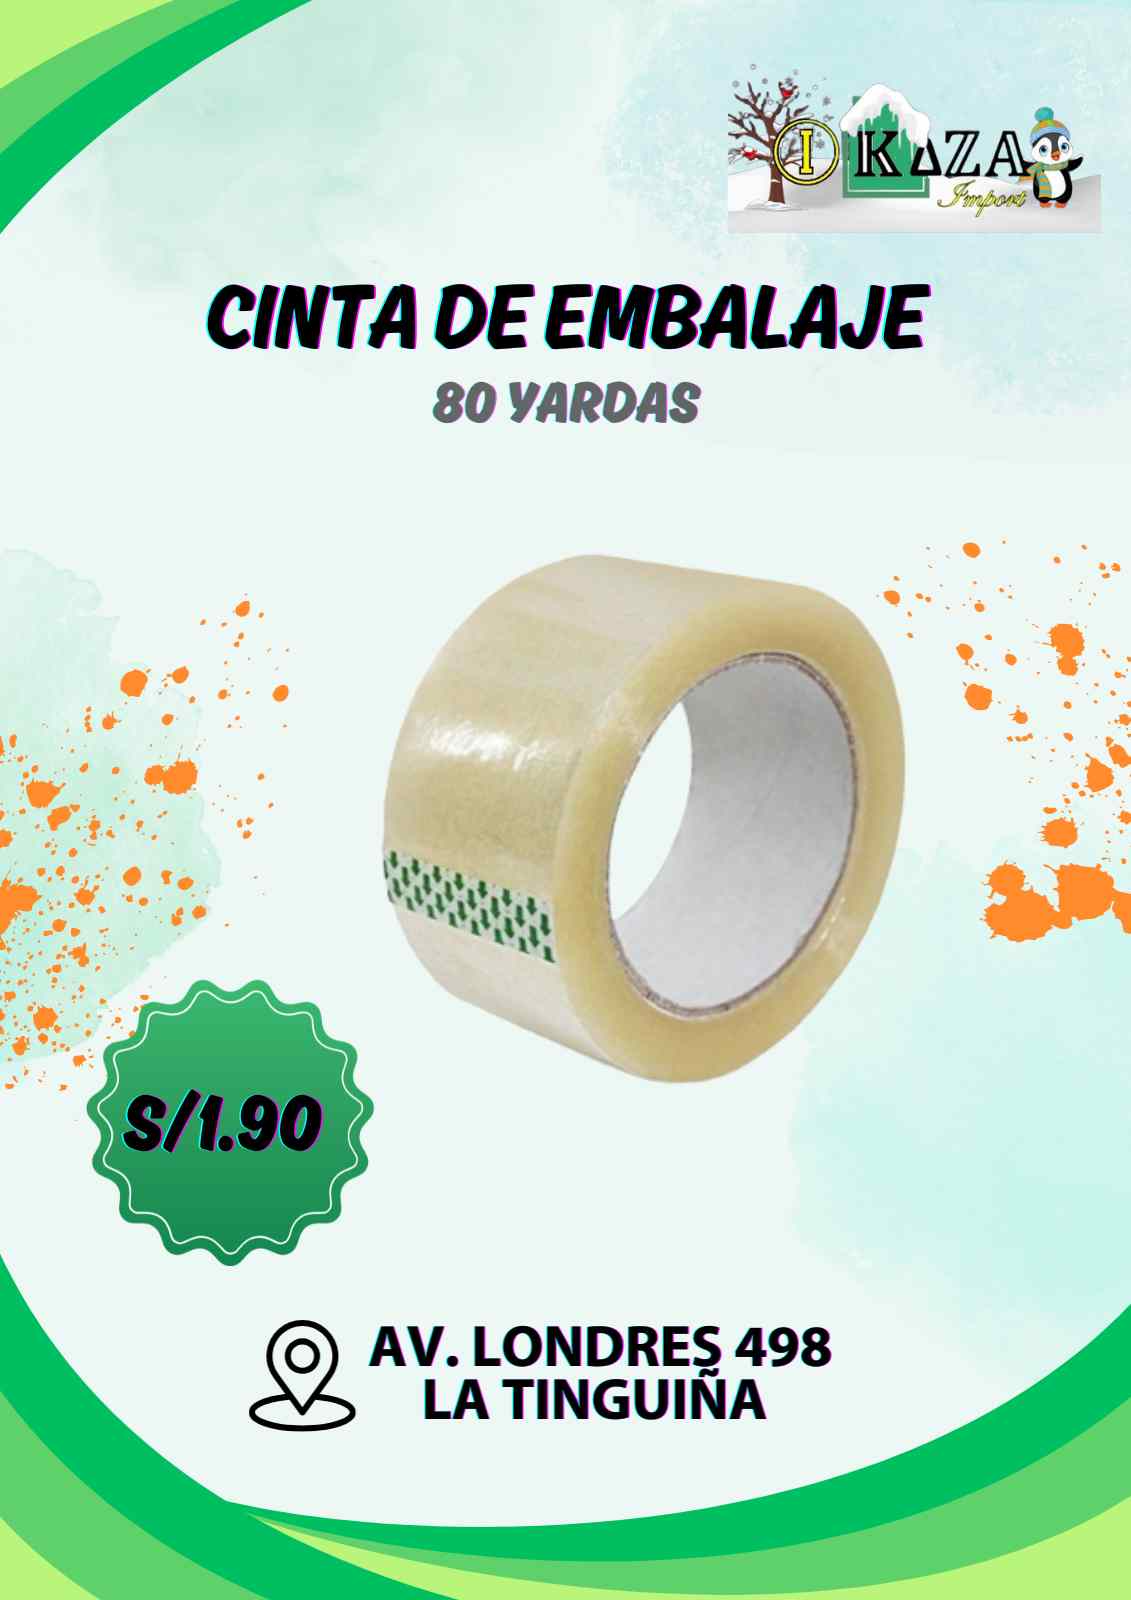 I KAZA
Import
CINTA DE EMBALAJE
80 YARDAS
S/1.90
AV. LONDRES 498
LA TINGUIÑA